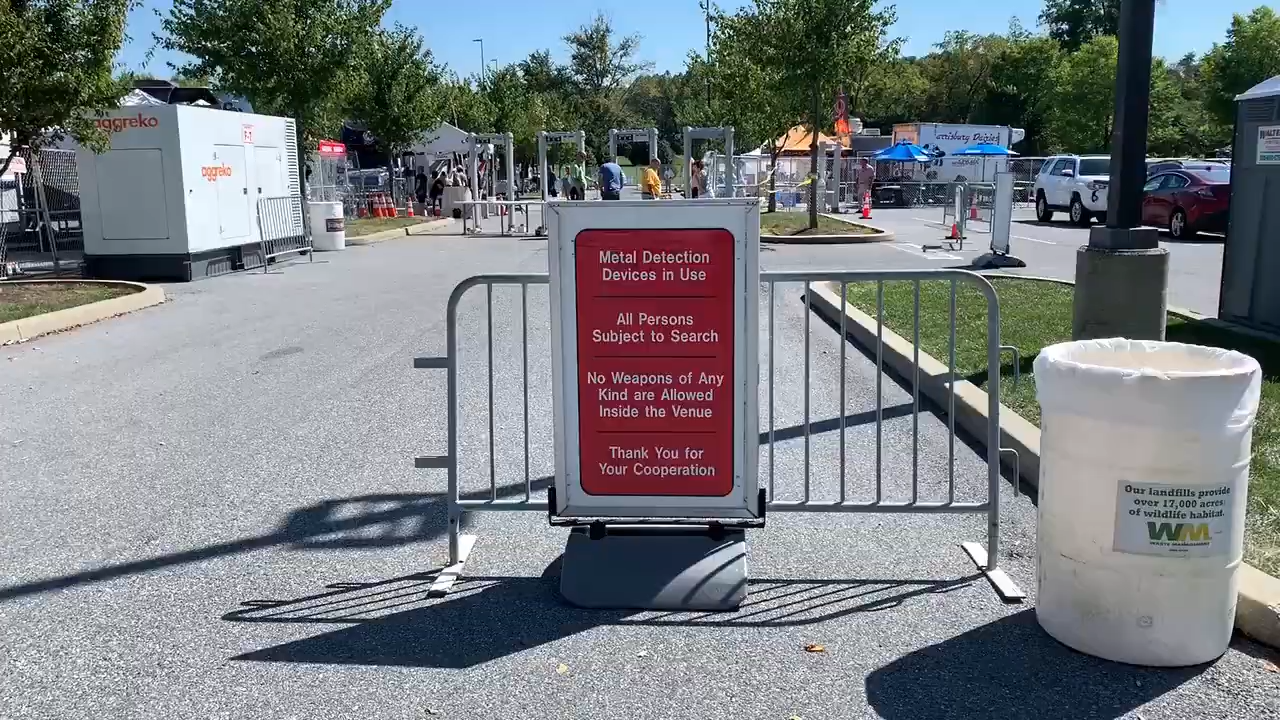 aggreko
aggreko
Metal Detection
Devices in Use
All Persons
Subject to Search
No Weapons of Any
Kind are Allowed
Inside the Venue
Thank You for
Your Cooperation
Our landfills provide
over 17,000 acres
of wildlife habitat.
WM
WASTE MANAGEMENT